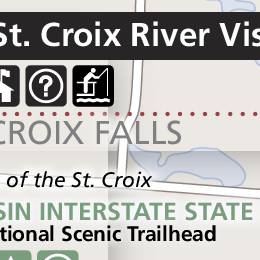 St. Croix River Vis
?
CROIX FALLS
of the St. Croix
SIN INTERSTATE STATE
tional Scenic Trailhead